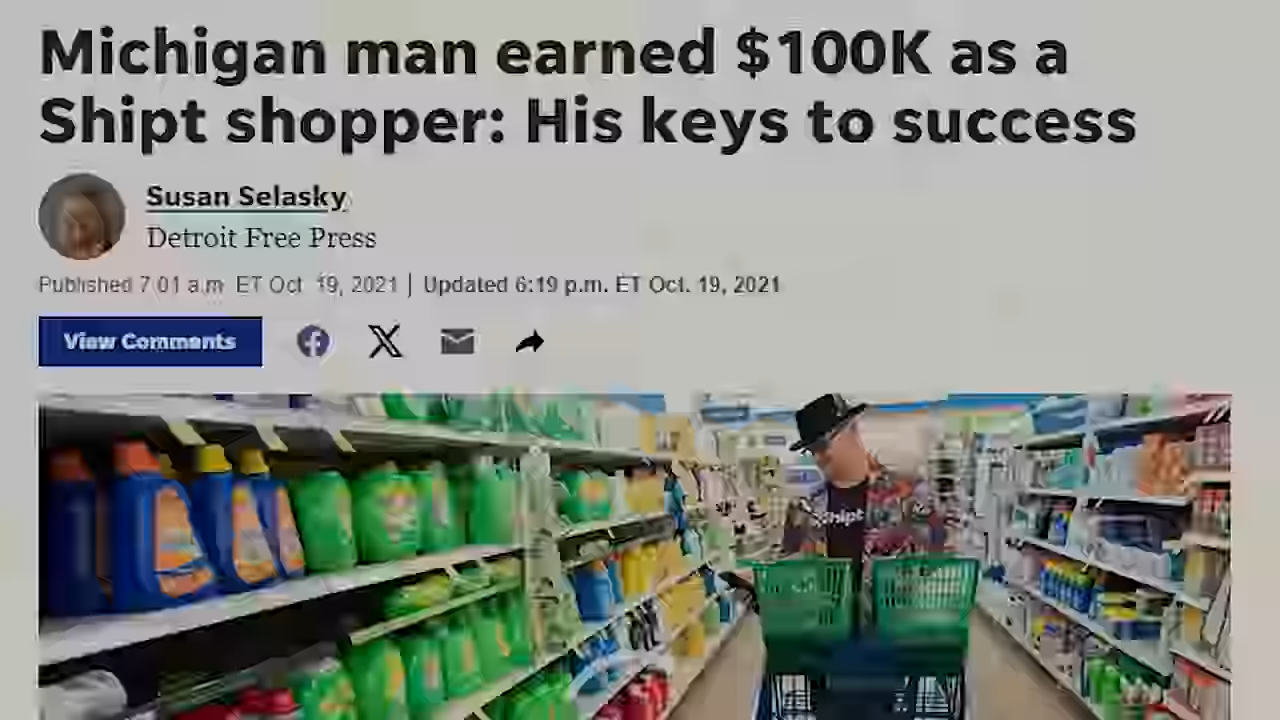 Michigan man earned $100K as a
Shipt shopper: His keys to success
Susan Selasky
Detroit Free Press
Published 7:01 a.m. ET Oct. 19, 2021 | Updated 6:19 p.m. ET Oct. 19, 2021
View Comments
Shipt